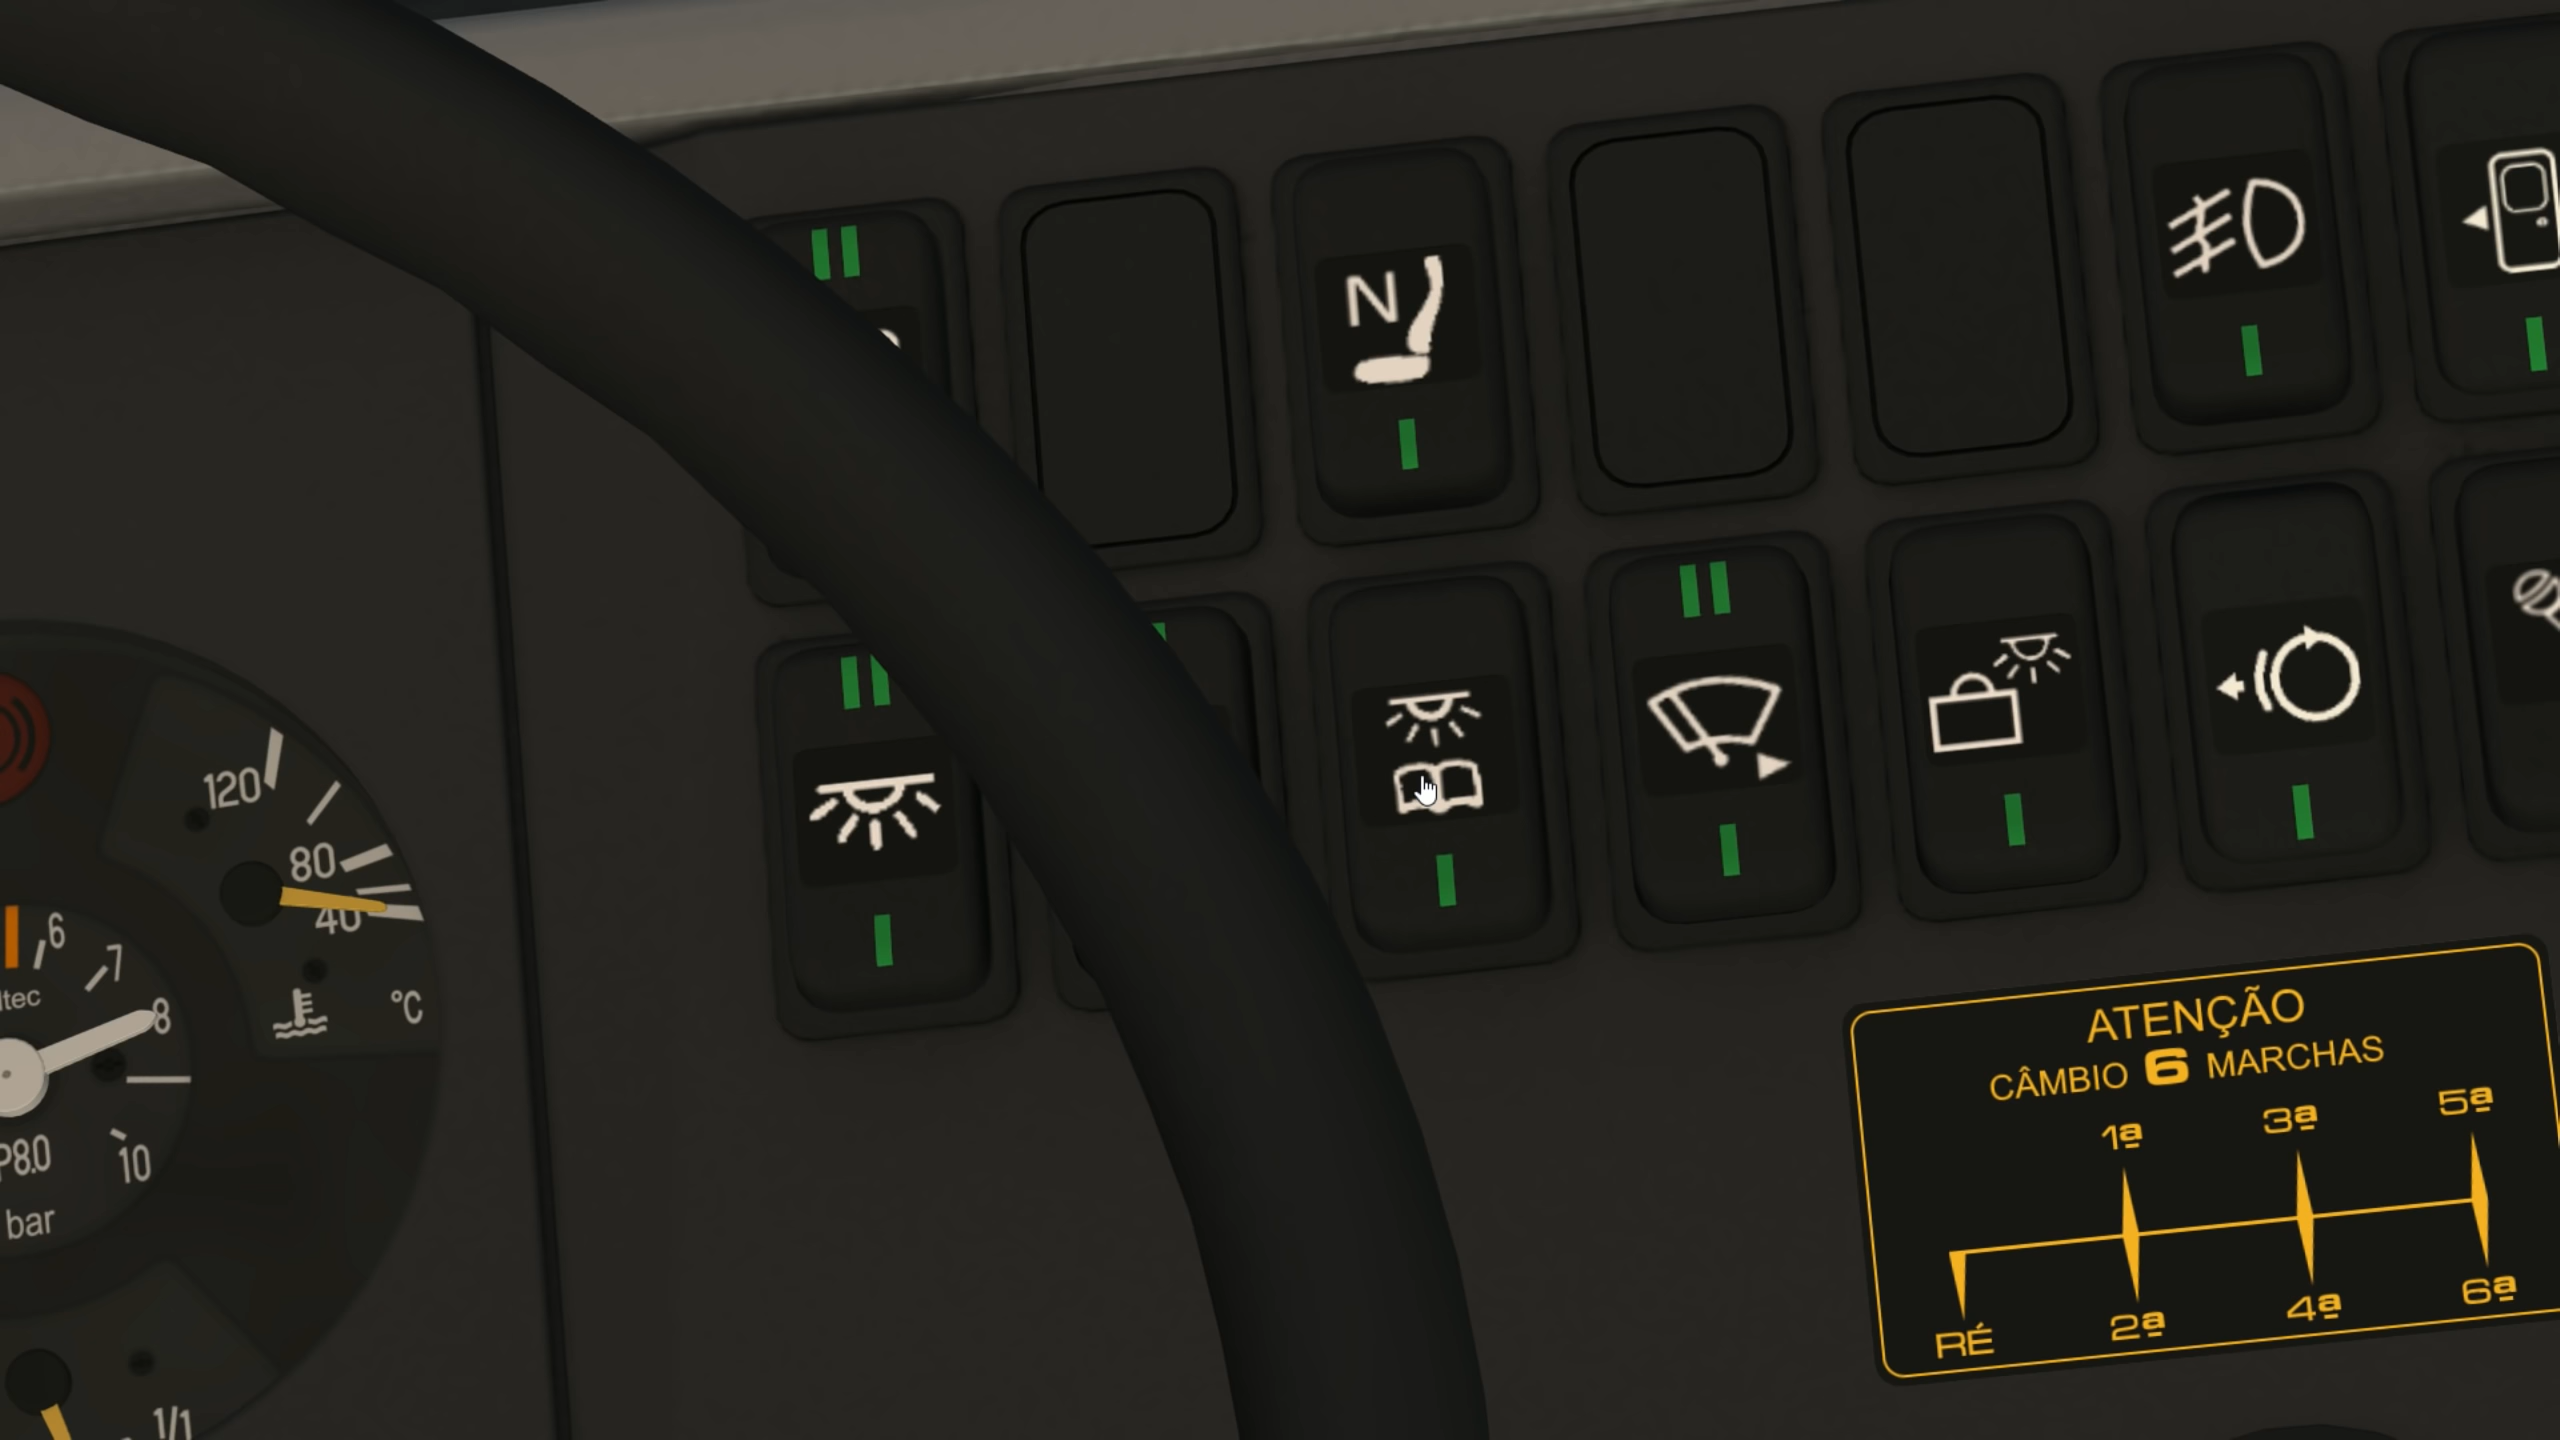 N
120
80
40
°C
6
7
8
10
bar
1/1
ATENÇÃO
CÂMBIO 6 MARCHAS
1ª 3ª 5ª
RÉ 2ª 4ª 6ª